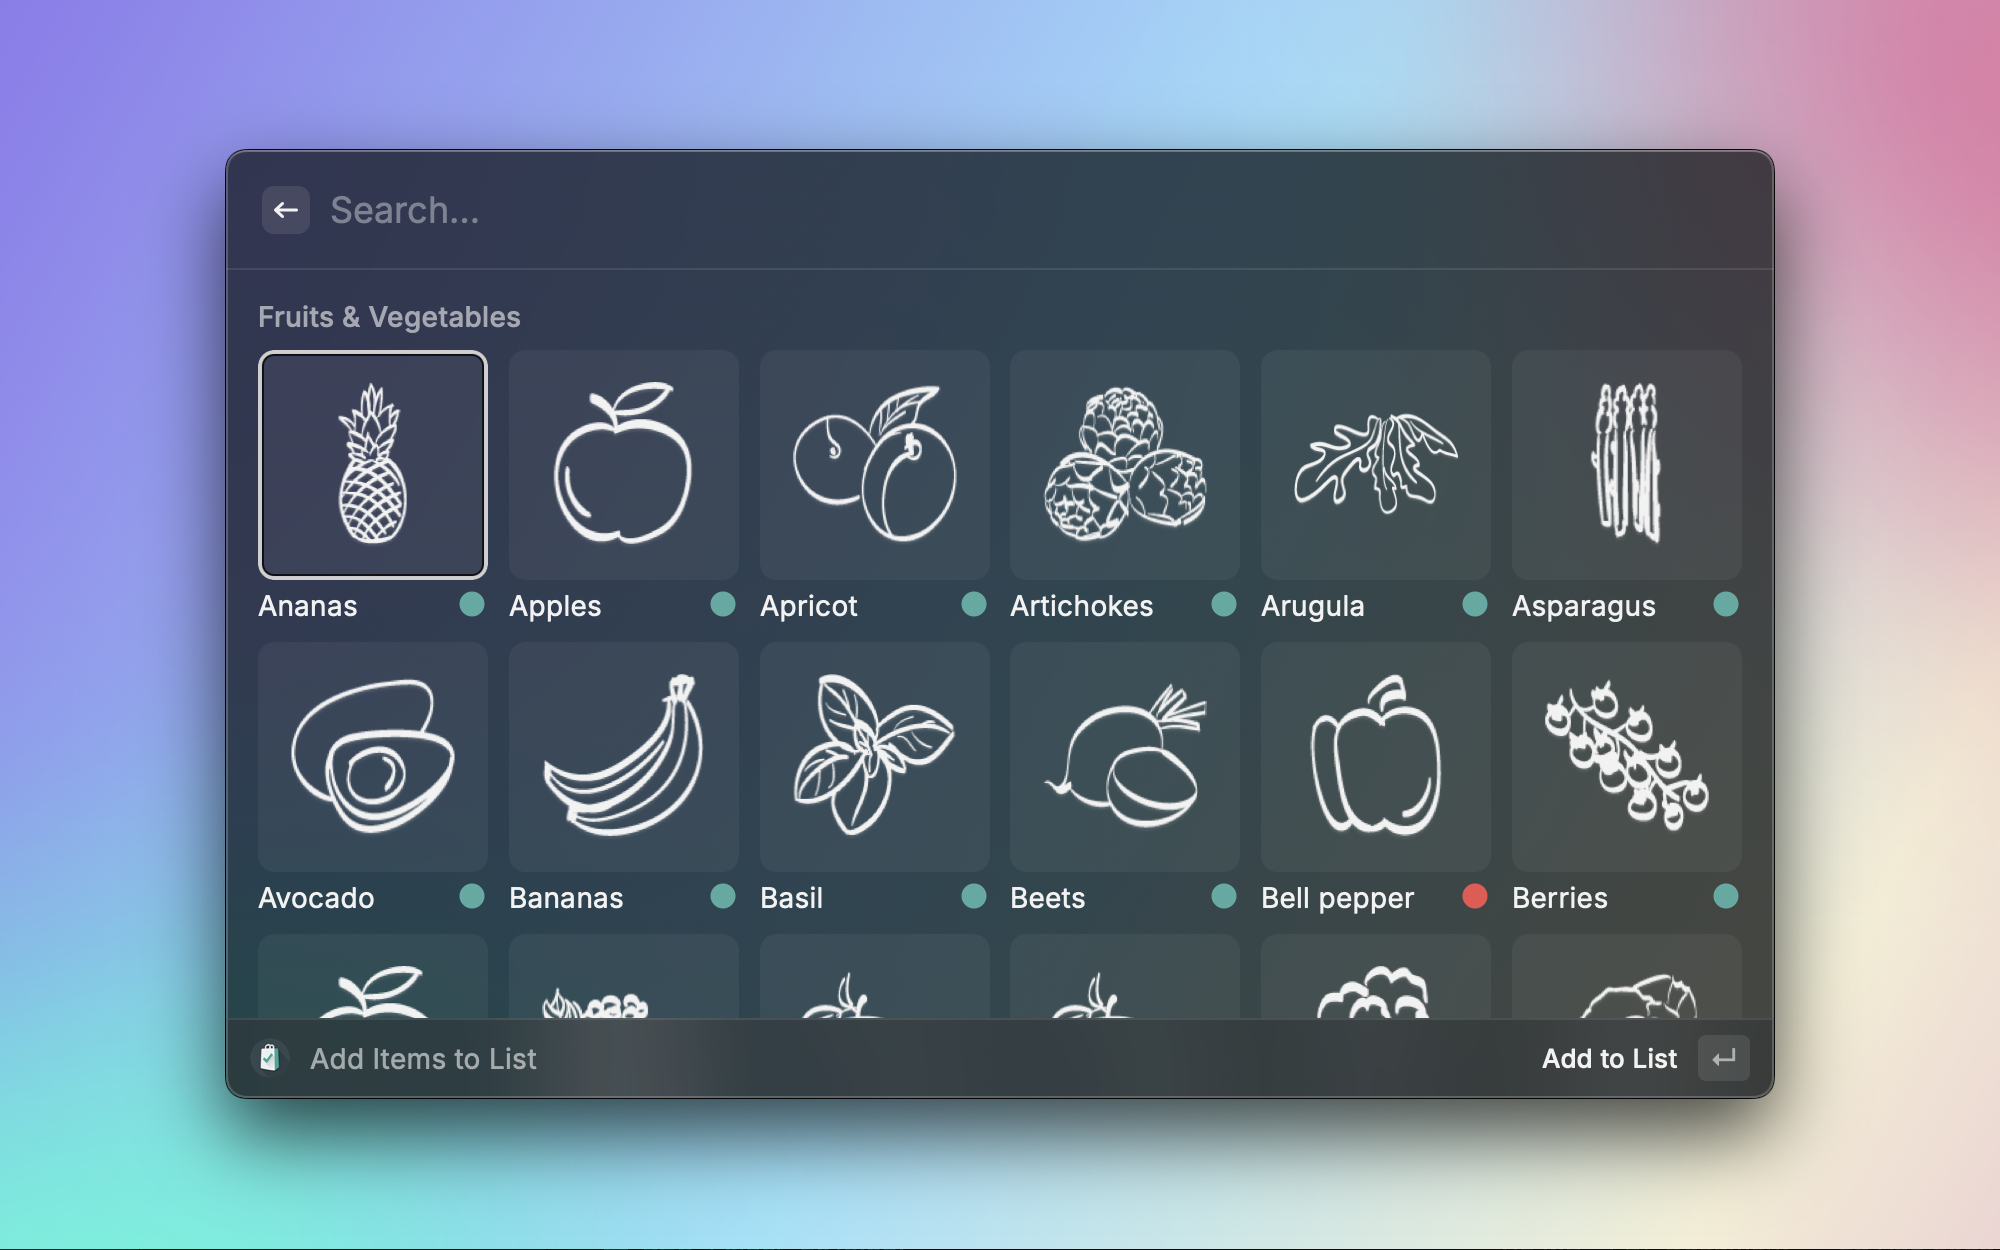 Search...
Fruits & Vegetables
Ananas
Apples
Apricot
Artichokes
Arugula
Asparagus
Avocado
Bananas
Basil
Beets
Bell pepper
Berries
Add Items to List
Add to List